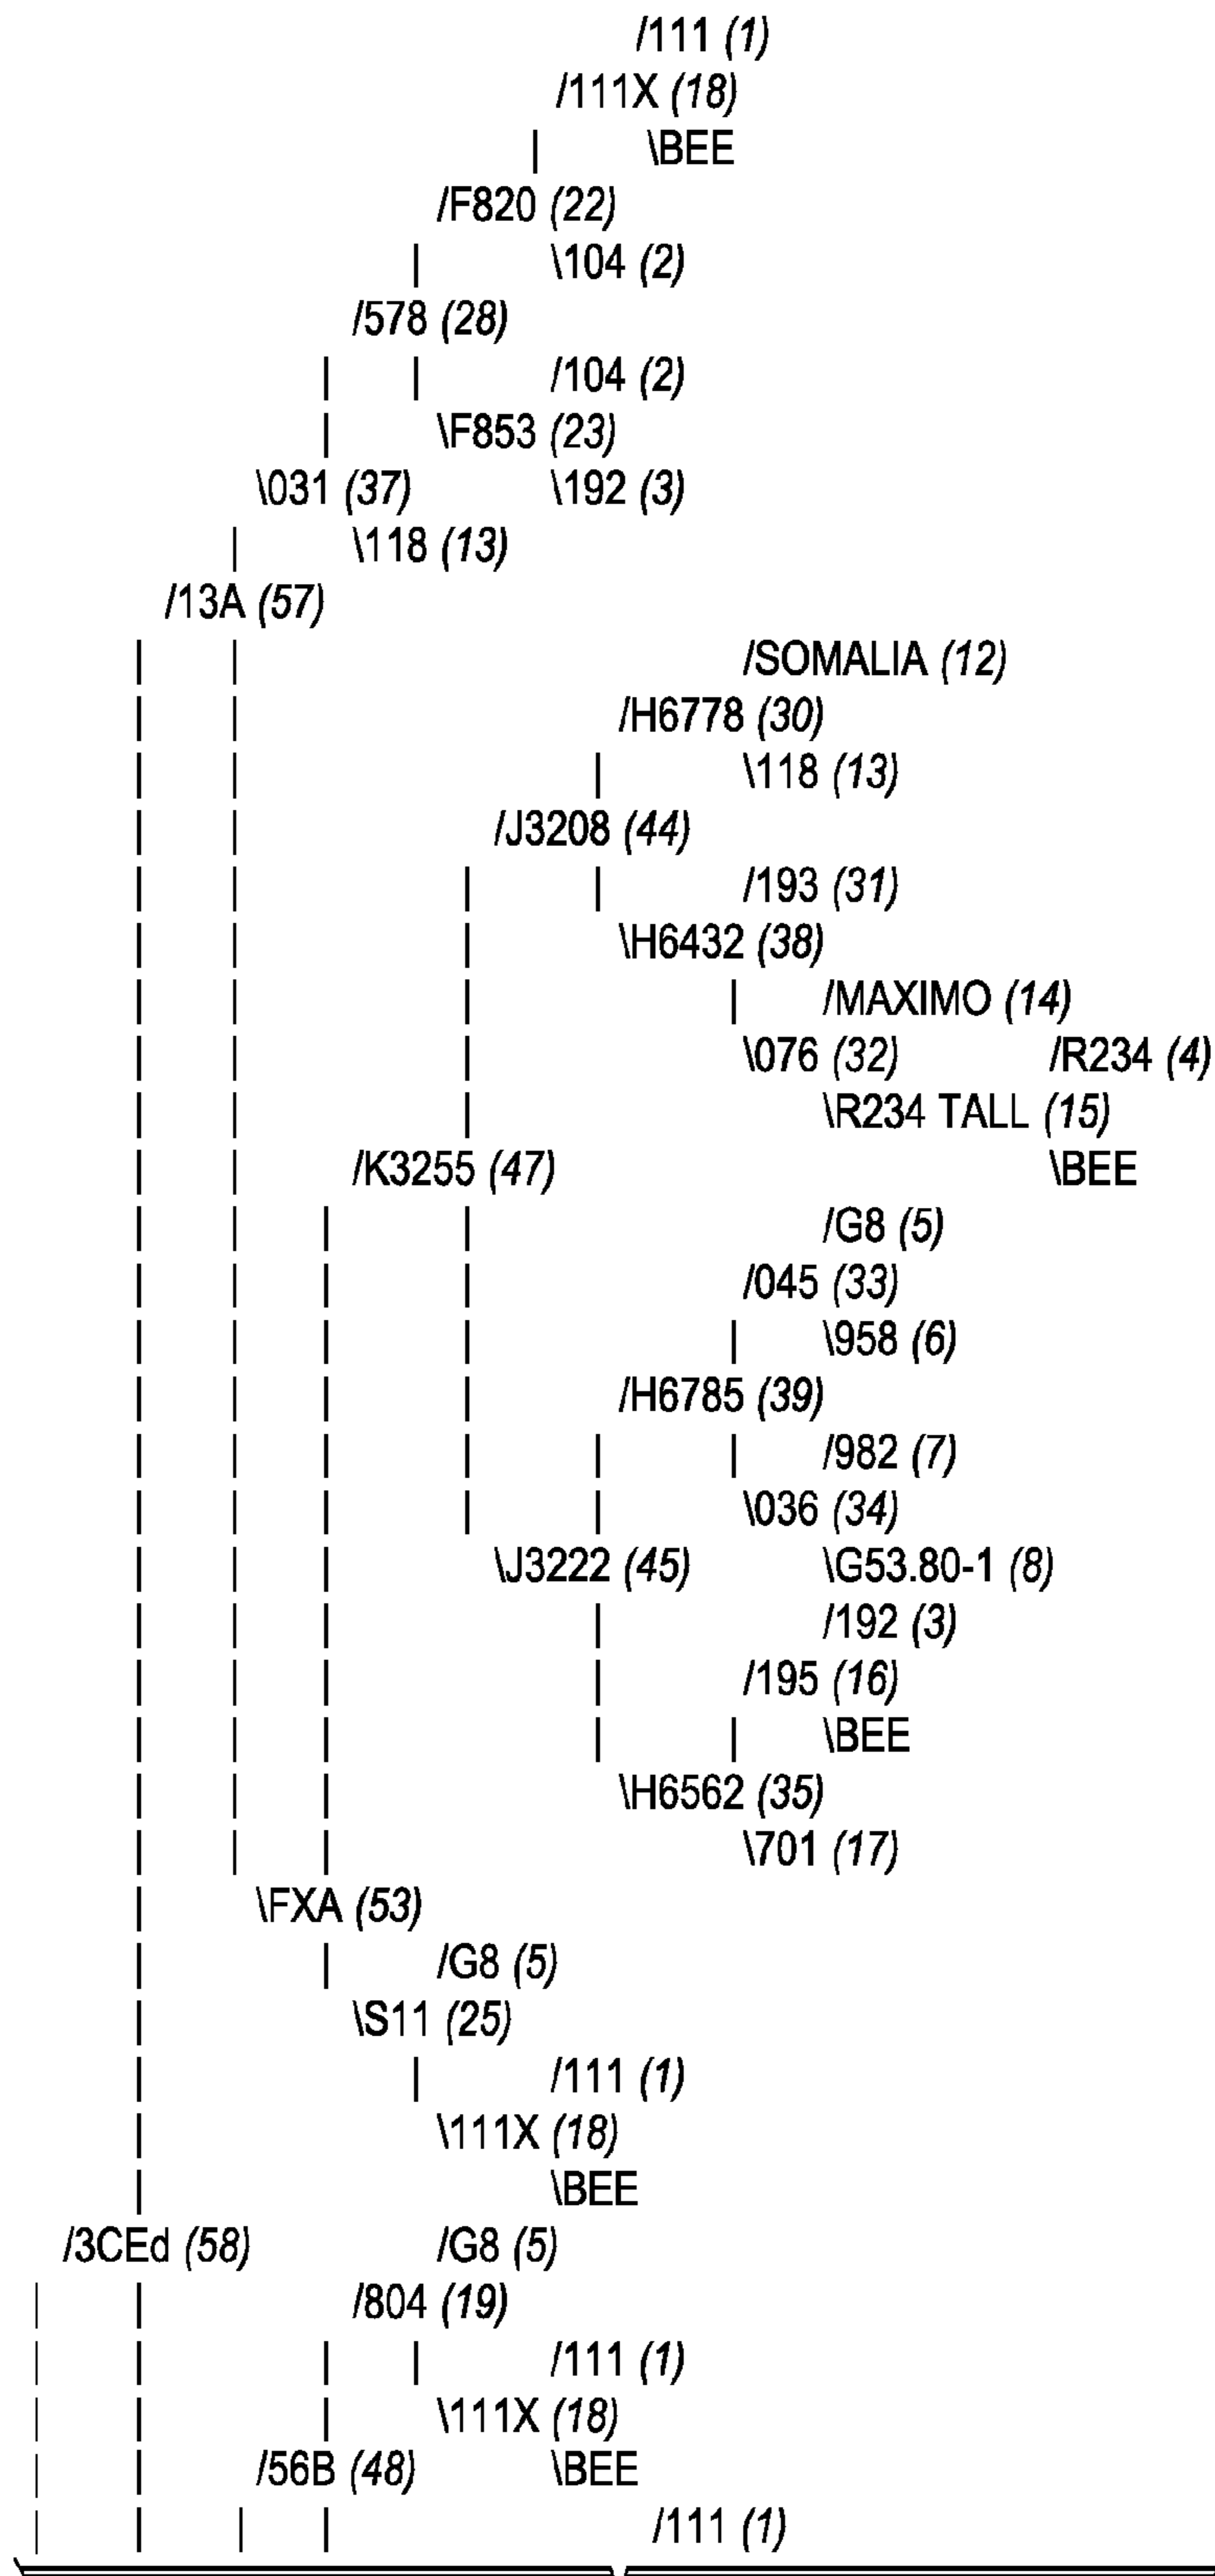 /111 (1)
/111X (18)
| \BEE
/F820 (22)
| \104 (2)
/578 (28)
| | /104 (2)
| \F853 (23)
\031 (37) \192 (3)
| \118 (13)
/13A (57)
| | /SOMALIA (12)
| | /H6778 (30)
| | | \118 (13)
| | /J3208 (44)
| | | | /193 (31)
| | | \H6432 (38)
| | | | /MAXIMO (14)
| | | \076 (32) /R234 (4)
| | | \R234 TALL (15)
| | /K3255 (47) \BEE
| | | | /G8 (5)
| | | | /045 (33)
| | | | | \958 (6)
| | | | /H6785 (39)
| | | | | | /982 (7)
| | | | | \036 (34)
| | | \J3222 (45) \G53.80-1 (8)
| | | | /192 (3)
| | | | /195 (16)
| | | | | \BEE
| | | \H6562 (35)
| | | \701 (17)
| \FXA (53)
| | /G8 (5)
| \S11 (25)
| | /111 (1)
| \111X (18)
| \BEE
/3CEd (58) /G8 (5)
| | /804 (19)
| | | | /111 (1)
| | | \111X (18)
| | /56B (48) \BEE
| | | | /111 (1)